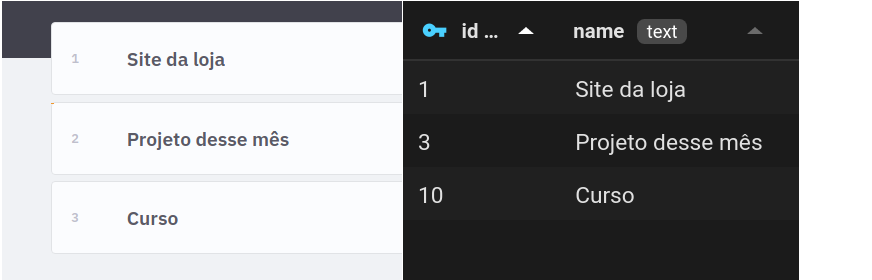 1 Site da loja
2 Projeto desse mês
3 Curso
id ... name text
1 Site da loja
3 Projeto desse mês
10 Curso